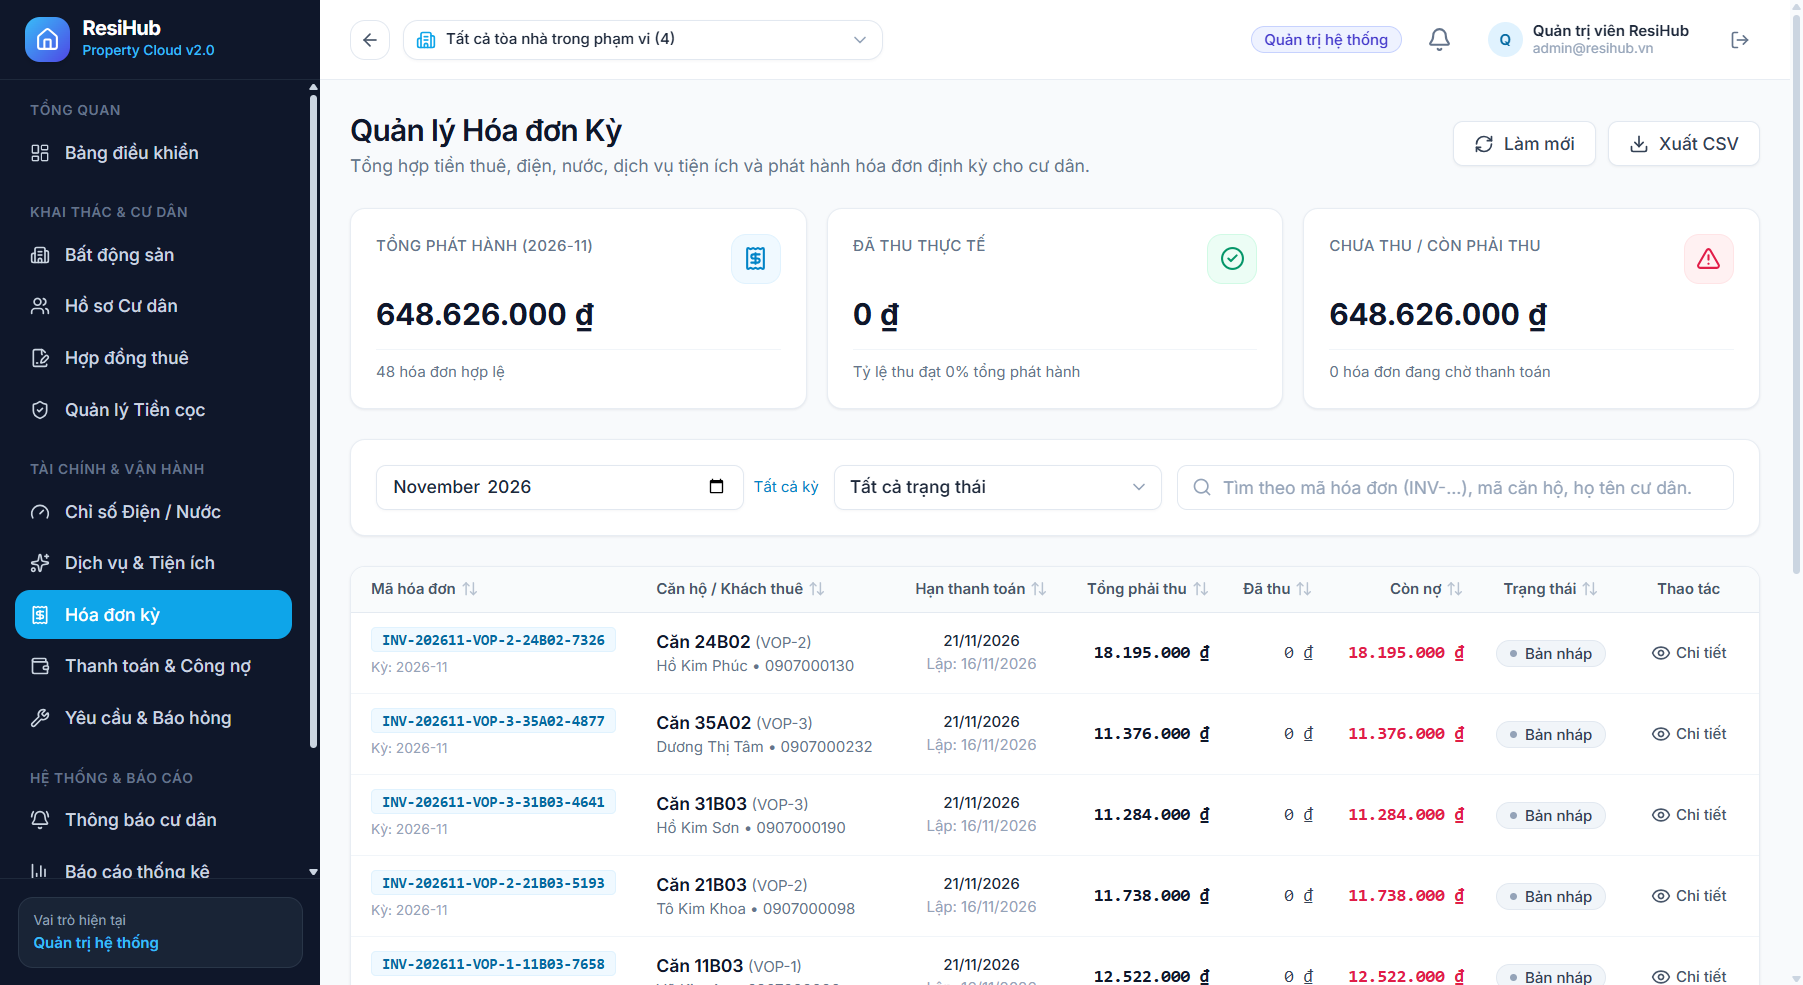 ResiHub
Property Cloud v2.0
TỔNG QUAN
Bảng điều khiển
KHAI THÁC & CƯ DÂN
Bất động sản
Hồ sơ Cư dân
Hợp đồng thuê
Quản lý Tiền cọc
TÀI CHÍNH & VẬN HÀNH
Chỉ số Điện / Nước
Dịch vụ & Tiện ích
Hóa đơn kỳ
Thanh toán & Công nợ
Yêu cầu & Báo hỏng
HỆ THỐNG & BÁO CÁO
Thông báo cư dân
Báo cáo thống kê
Vai trò hiện tại
Quản trị hệ thống
Tất cả tòa nhà trong phạm vi (4)
Quản trị hệ thống
Q
Quản trị viên ResiHub
admin@resihub.vn
Quản lý Hóa đơn Kỳ
Tổng hợp tiền thuê, điện, nước, dịch vụ tiện ích và phát hành hóa đơn định kỳ cho cư dân.
Làm mới
Xuất CSV
TỔNG PHÁT HÀNH (2026-11)
648.626.000 ₫
48 hóa đơn hợp lệ
ĐÃ THU THỰC TẾ
0 ₫
Tỷ lệ thu đạt 0% tổng phát hành
CHƯA THU / CÒN PHẢI THU
648.626.000 ₫
0 hóa đơn đang chờ thanh toán
November 2026
Tất cả kỳ
Tất cả trạng thái
Tìm theo mã hóa đơn (INV-...), mã căn hộ, họ tên cư dân.
Mã hóa đơn Căn hộ / Khách thuê Hạn thanh toán Tổng phải thu Đã thu Còn nợ Trạng thái Thao tác
INV-202611-VOP-2-24B02-7326 Căn 24B02 (VOP-2) 21/11/2026 18.195.000 ₫ 0 ₫ 18.195.000 ₫ Bản nháp Chi tiết
Kỳ: 2026-11 Hồ Kim Phúc • 0907000130 Lập: 16/11/2026
INV-202611-VOP-3-35A02-4877 Căn 35A02 (VOP-3) 21/11/2026 11.376.000 ₫ 0 ₫ 11.376.000 ₫ Bản nháp Chi tiết
Kỳ: 2026-11 Dương Thị Tâm • 0907000232 Lập: 16/11/2026
INV-202611-VOP-3-31B03-4641 Căn 31B03 (VOP-3) 21/11/2026 11.284.000 ₫ 0 ₫ 11.284.000 ₫ Bản nháp Chi tiết
Kỳ: 2026-11 Hồ Kim Sơn • 0907000190 Lập: 16/11/2026
INV-202611-VOP-2-21B03-5193 Căn 21B03 (VOP-2) 21/11/2026 11.738.000 ₫ 0 ₫ 11.738.000 ₫ Bản nháp Chi tiết
Kỳ: 2026-11 Tô Kim Khoa • 0907000098 Lập: 16/11/2026
INV-202611-VOP-1-11B03-7658 Căn 11B03 (VOP-1) 21/11/2026 12.522.000 ₫ 0 ₫ 12.522.000 ₫ Bản nháp Chi tiết